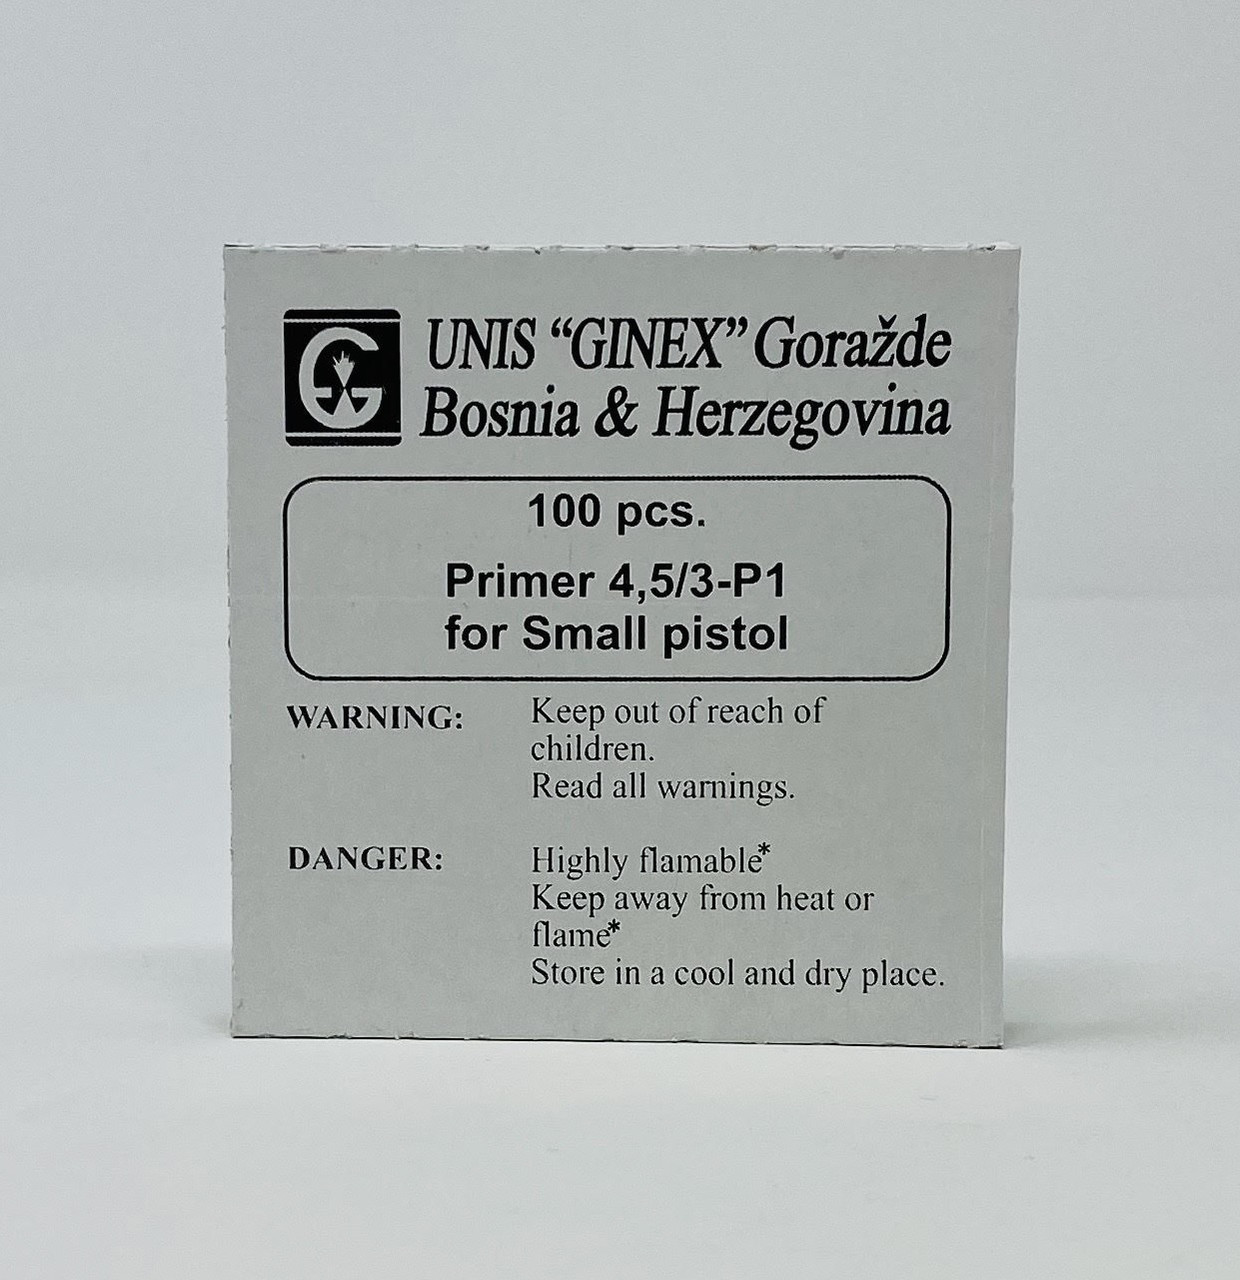 UNIS “GINEX” Goražde
Bosnia & Herzegovina
100 pcs.
Primer 4,5/3-P1
for Small pistol
WARNING: Keep out of reach of
children.
Read all warnings.
DANGER: Highly flamable*
Keep away from heat or
flame*
Store in a cool and dry place.